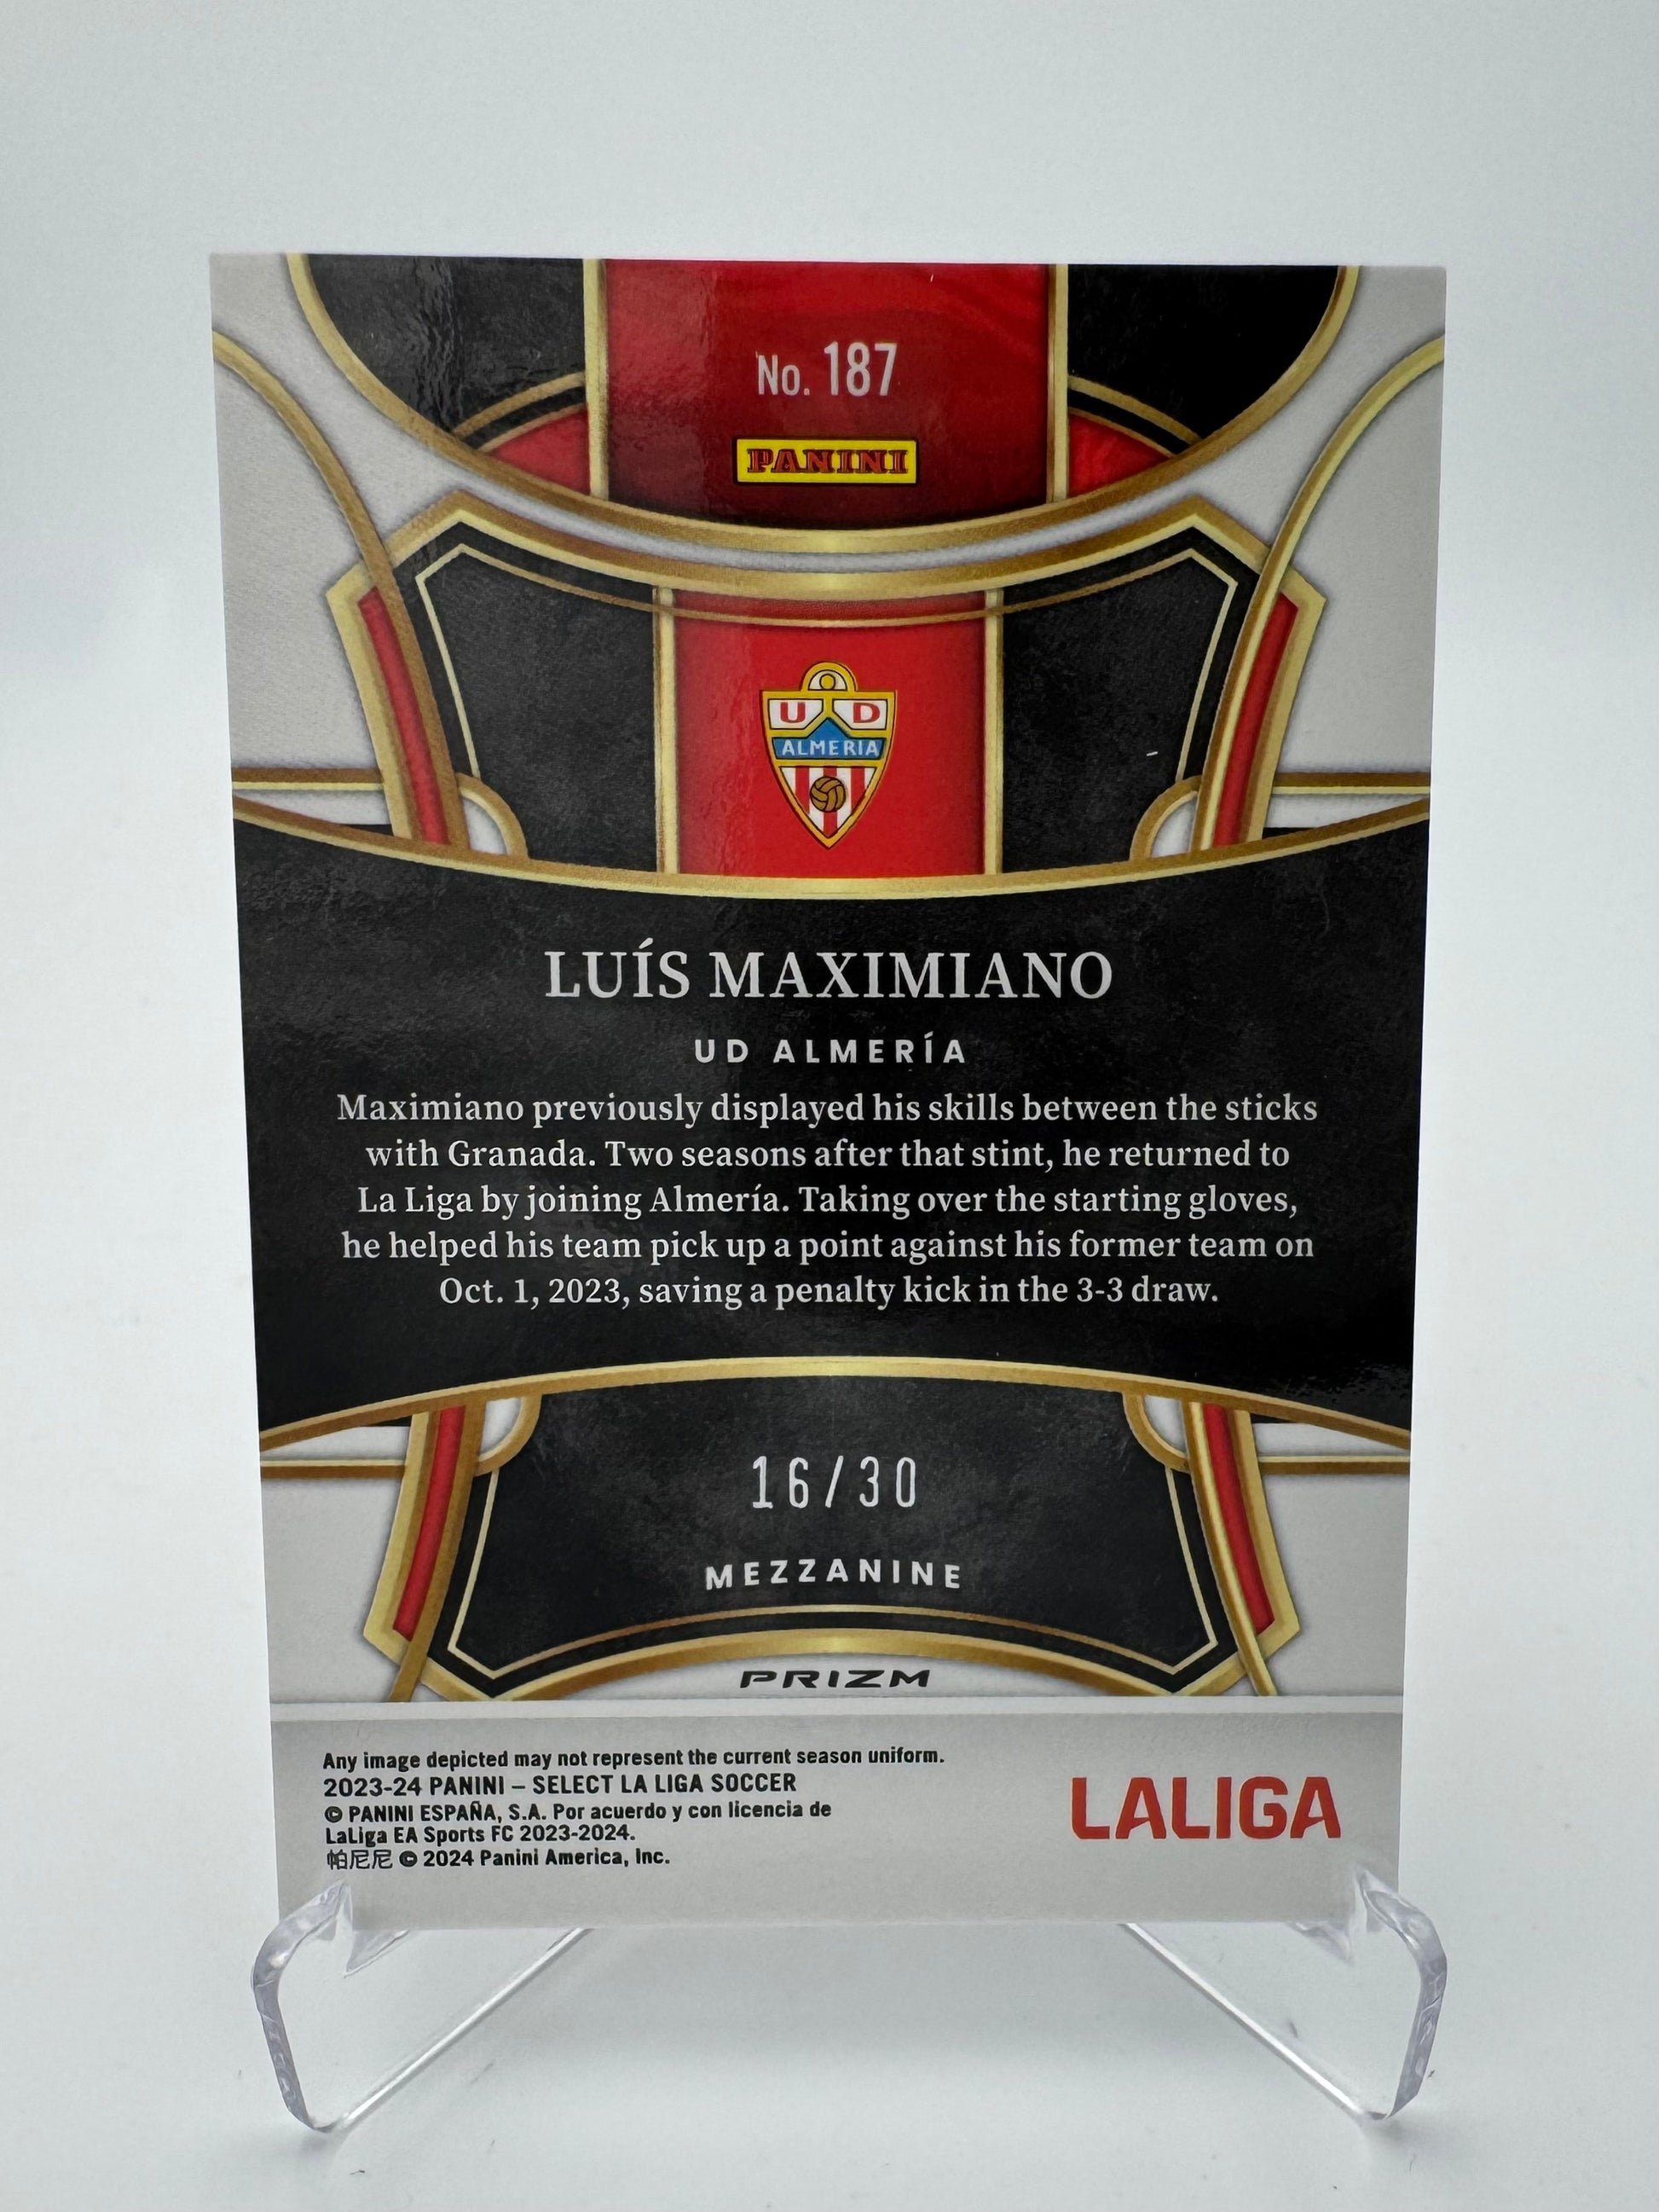 No. 187
PANINI
U D
ALMERIA
LUÍS MAXIMIANO
UD ALMERÍA
Maximiano previously displayed his skills between the sticks
with Granada. Two seasons after that stint, he returned to
La Liga by joining Almería. Taking over the starting gloves,
he helped his team pick up a point against his former team on
Oct. 1, 2023, saving a penalty kick in the 3-3 draw.
16/30
MEZZANINE
PRIZM
Any image depicted may not represent the current season uniform.
2023-24 PANINI – SELECT LA LIGA SOCCER
© PANINI ESPAÑA, S.A. Por acuerdo y con licencia de
LaLiga EA Sports FC 2023-2024.
帕尼尼 © 2024 Panini America, Inc.
LALIGA